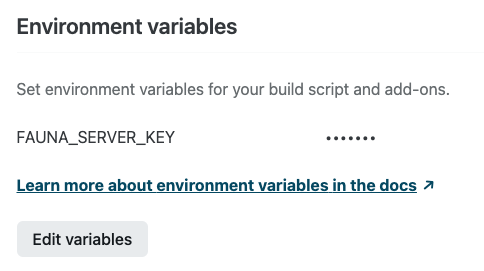 Environment variables
Set environment variables for your build script and add-ons.
FAUNA_SERVER_KEY •••••••
Learn more about environment variables in the docs ↗
Edit variables